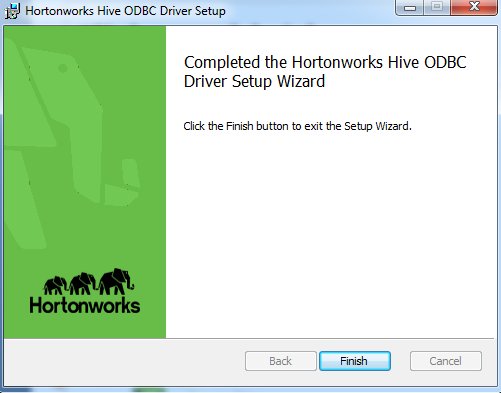 Hortonworks Hive ODBC Driver Setup
Completed the Hortonworks Hive ODBC
Driver Setup Wizard
Click the Finish button to exit the Setup Wizard.
Hortonworks
Back
Finish
Cancel